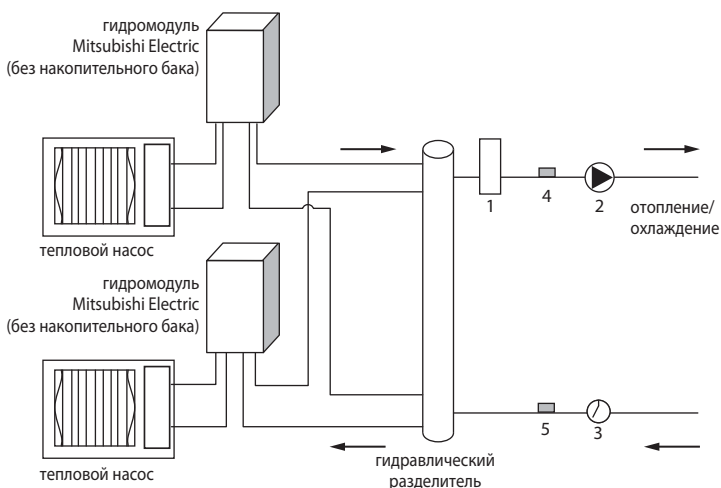 гидромодуль
Mitsubishi Electric
(без накопительного бака)
тепловой насос
1
4
2
отопление/
охлаждение
гидромодуль
Mitsubishi Electric
(без накопительного бака)
тепловой насос
5
3
гидравлический
разделитель